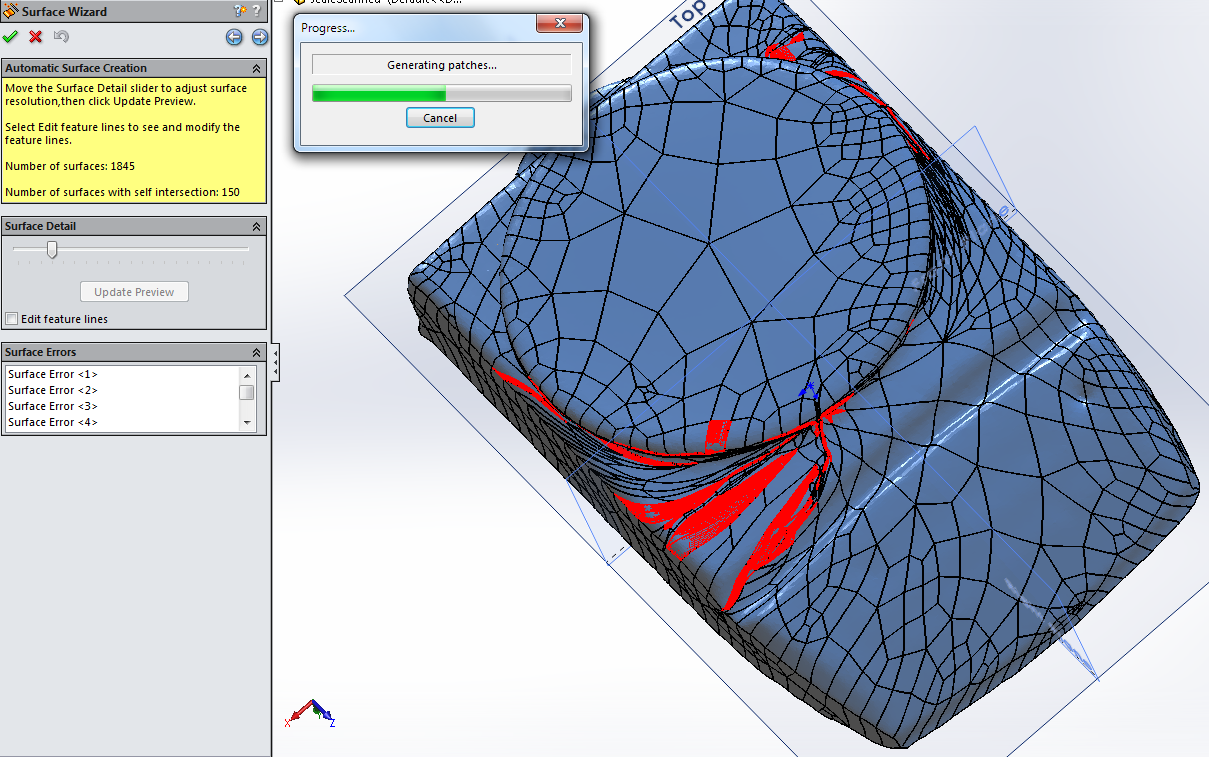 Surface Wizard
? ?
Automatic Surface Creation
Move the Surface Detail slider to adjust surface
resolution,then click Update Preview.
Select Edit feature lines to see and modify the
feature lines.
Number of surfaces: 1845
Number of surfaces with self intersection: 150
Surface Detail
Update Preview
Edit feature lines
Surface Errors
Surface Error <1>
Surface Error <2>
Surface Error <3>
Surface Error <4>
Progress...
Generating patches...
Cancel
Top
X
Z